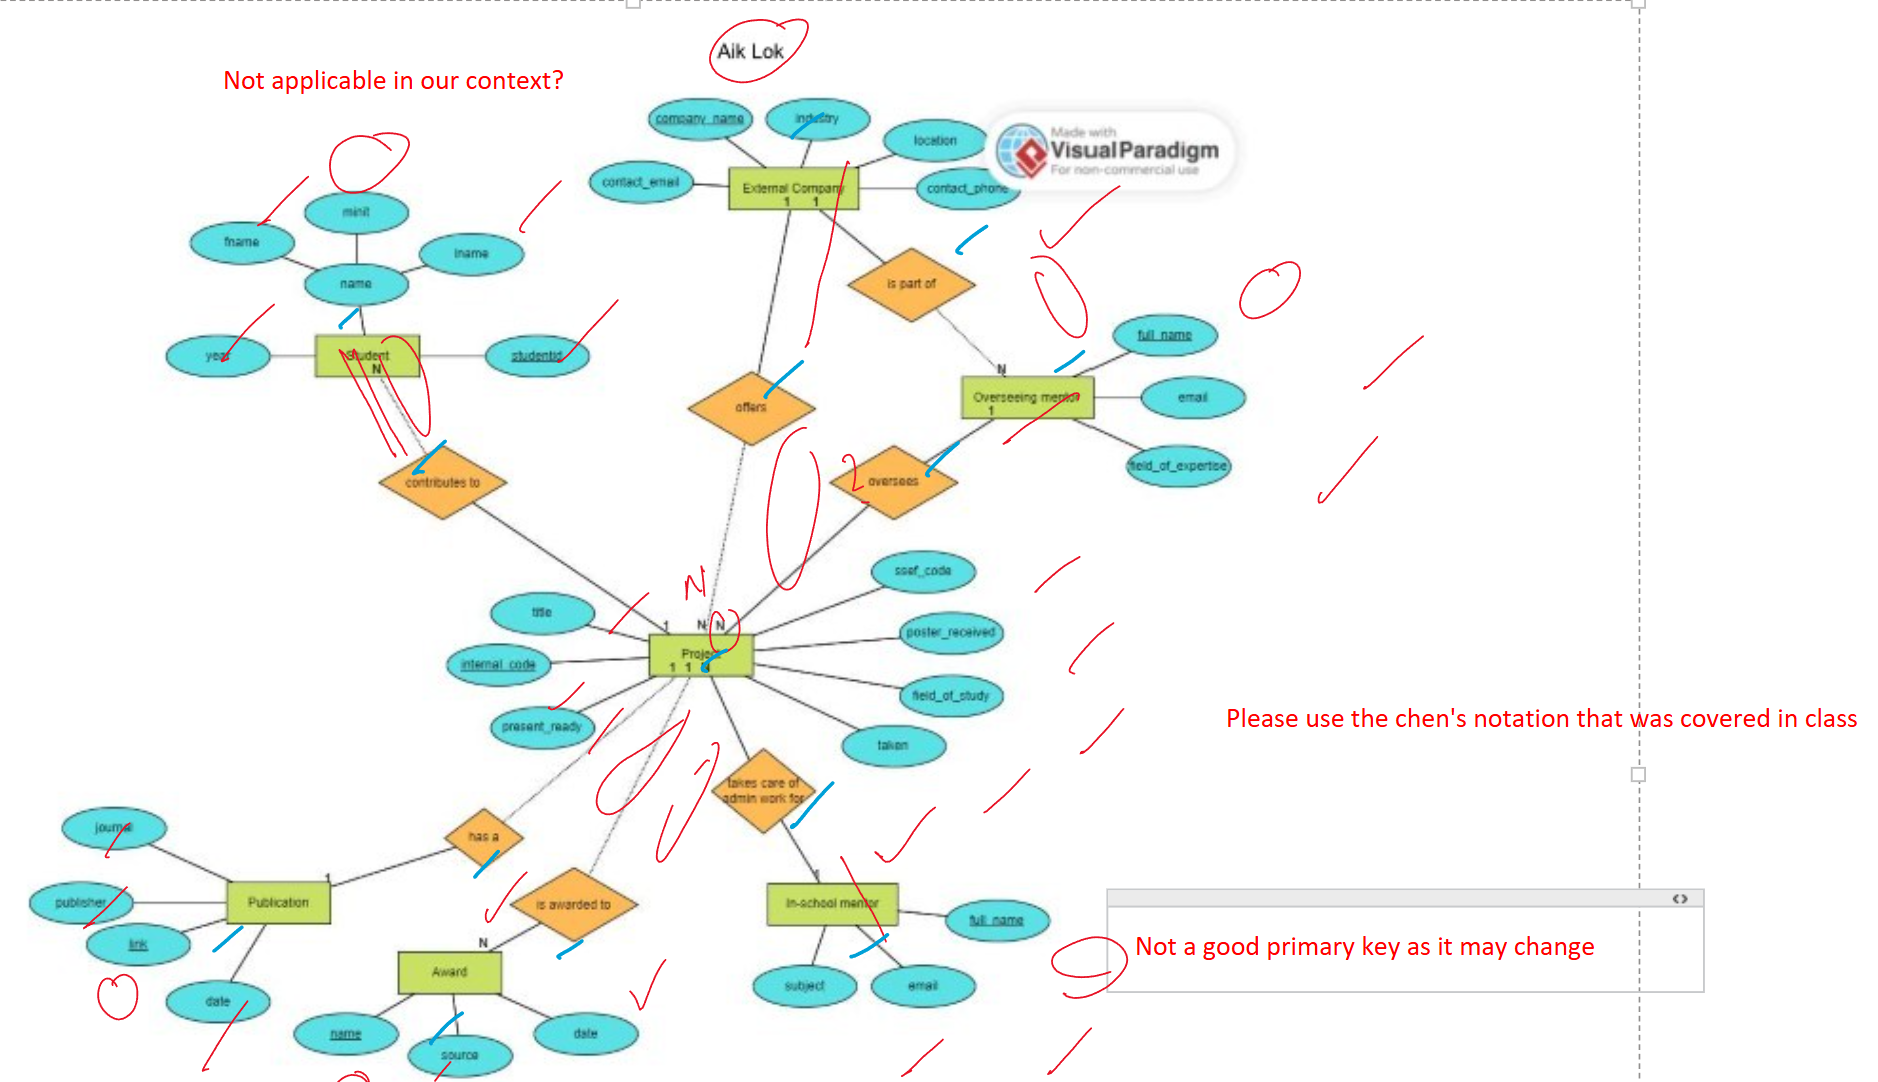 Aik Lok
Not applicable in our context?
company_name
industry
location
contact_email
External Company
contact_phone
1 1
Made with
VisualParadigm
For non-commercial use
minit
fname
lname
name
is part of
year
Student
studentid
N
full_name
N
Overseeing mentor
1
email
offers
field_of_expertise
contributes to
2
oversees
ssef_code
N
title
1
N N
poster_received
Project
internal_code
1 1 N
field_of_study
present_ready
taken
Please use the chen's notation that was covered in class
takes care of
admin work for
journal
has a
1
publisher
Publication
is awarded to
1
In-school mentor
full_name
link
N
Not a good primary key as it may change
Award
date
subject
email
name
source
date